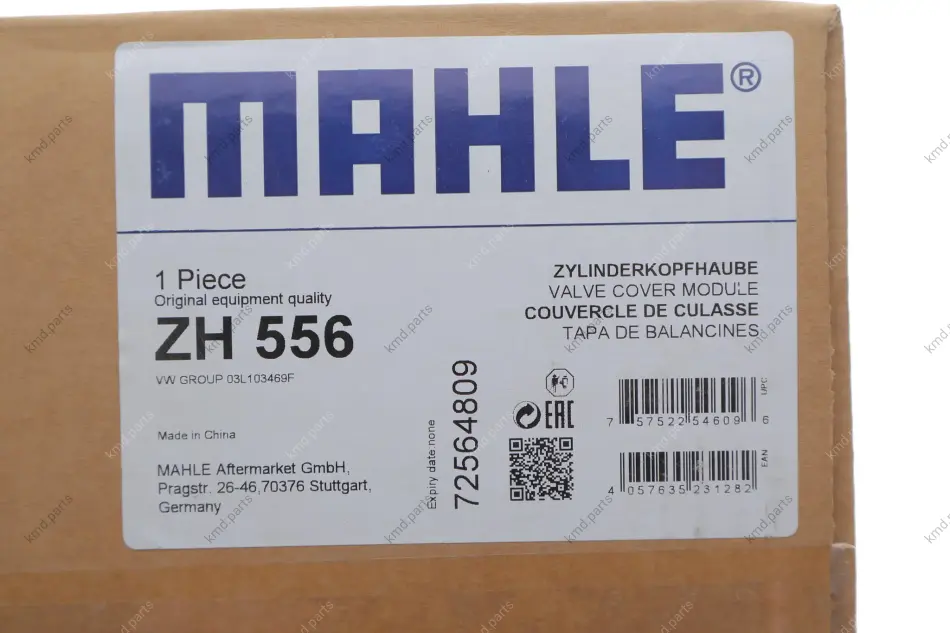 MAHLE®
1 Piece
Original equipment quality
ZH 556
VW GROUP 03L103469F
ZYLINDERKOPFHAUBE
VALVE COVER MODULE
COUVERCLE DE CULASSE
TAPA DE BALANCINES
Made in China
MAHLE Aftermarket GmbH,
Pragstr. 26-46,70376 Stuttgart,
Germany
Expiry date:none
72564809
EAC
7 57522 54609 6
UPC
4 057635 231282
EAN
kmd.parts